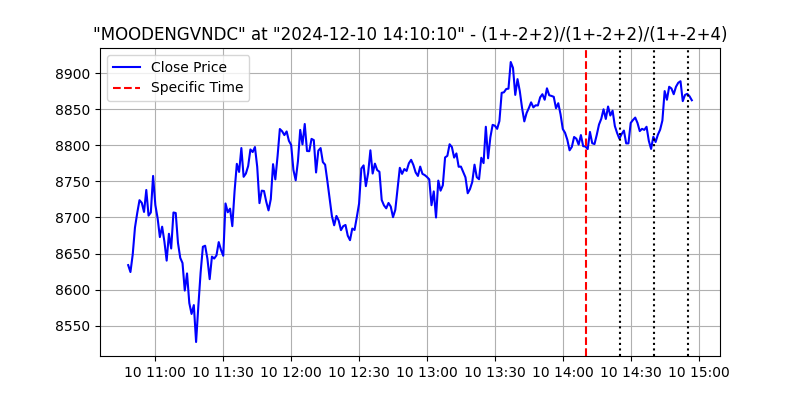 "MOODENGVNDC" at "2024-12-10 14:10:10" - (1+-2+2)/(1+-2+2)/(1+-2+4)
Close Price
Specific Time
8900
8850
8800
8750
8700
8650
8600
8550
10 11:00 10 11:30 10 12:00 10 12:30 10 13:00 10 13:30 10 14:00 10 14:30 10 15:00